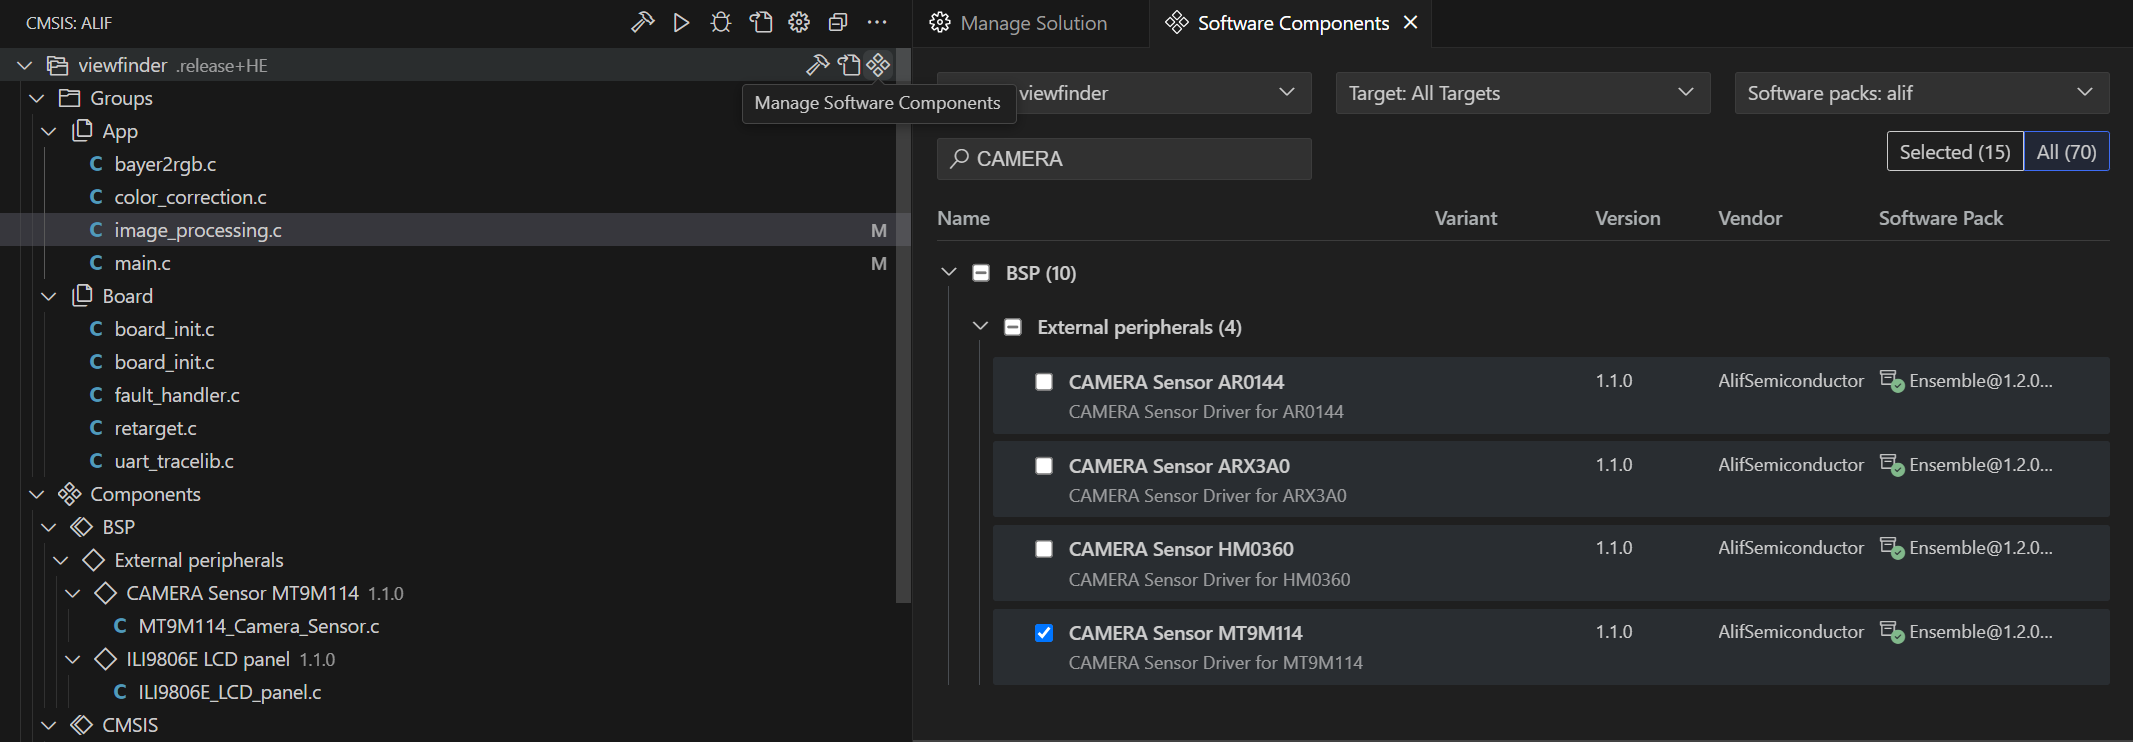 CMSIS: ALIF
viewfinder .release+HE
Manage Software Components
Groups
App
C bayer2rgb.c
C color_correction.c
C image_processing.c M
C main.c M
Board
C board_init.c
C board_init.c
C fault_handler.c
C retarget.c
C uart_tracelib.c
Components
BSP
External peripherals
CAMERA Sensor MT9M114 1.1.0
C MT9M114_Camera_Sensor.c
ILI9806E LCD panel 1.1.0
C ILI9806E_LCD_panel.c
CMSIS
Manage Solution Software Components
viewfinder Target: All Targets Software packs: alif
CAMERA Selected (15) All (70)
Name Variant Version Vendor Software Pack
BSP (10)
External peripherals (4)
CAMERA Sensor AR0144 1.1.0 AlifSemiconductor Ensemble@1.2.0...
CAMERA Sensor Driver for AR0144
CAMERA Sensor ARX3A0 1.1.0 AlifSemiconductor Ensemble@1.2.0...
CAMERA Sensor Driver for ARX3A0
CAMERA Sensor HM0360 1.1.0 AlifSemiconductor Ensemble@1.2.0...
CAMERA Sensor Driver for HM0360
CAMERA Sensor MT9M114 1.1.0 AlifSemiconductor Ensemble@1.2.0...
CAMERA Sensor Driver for MT9M114